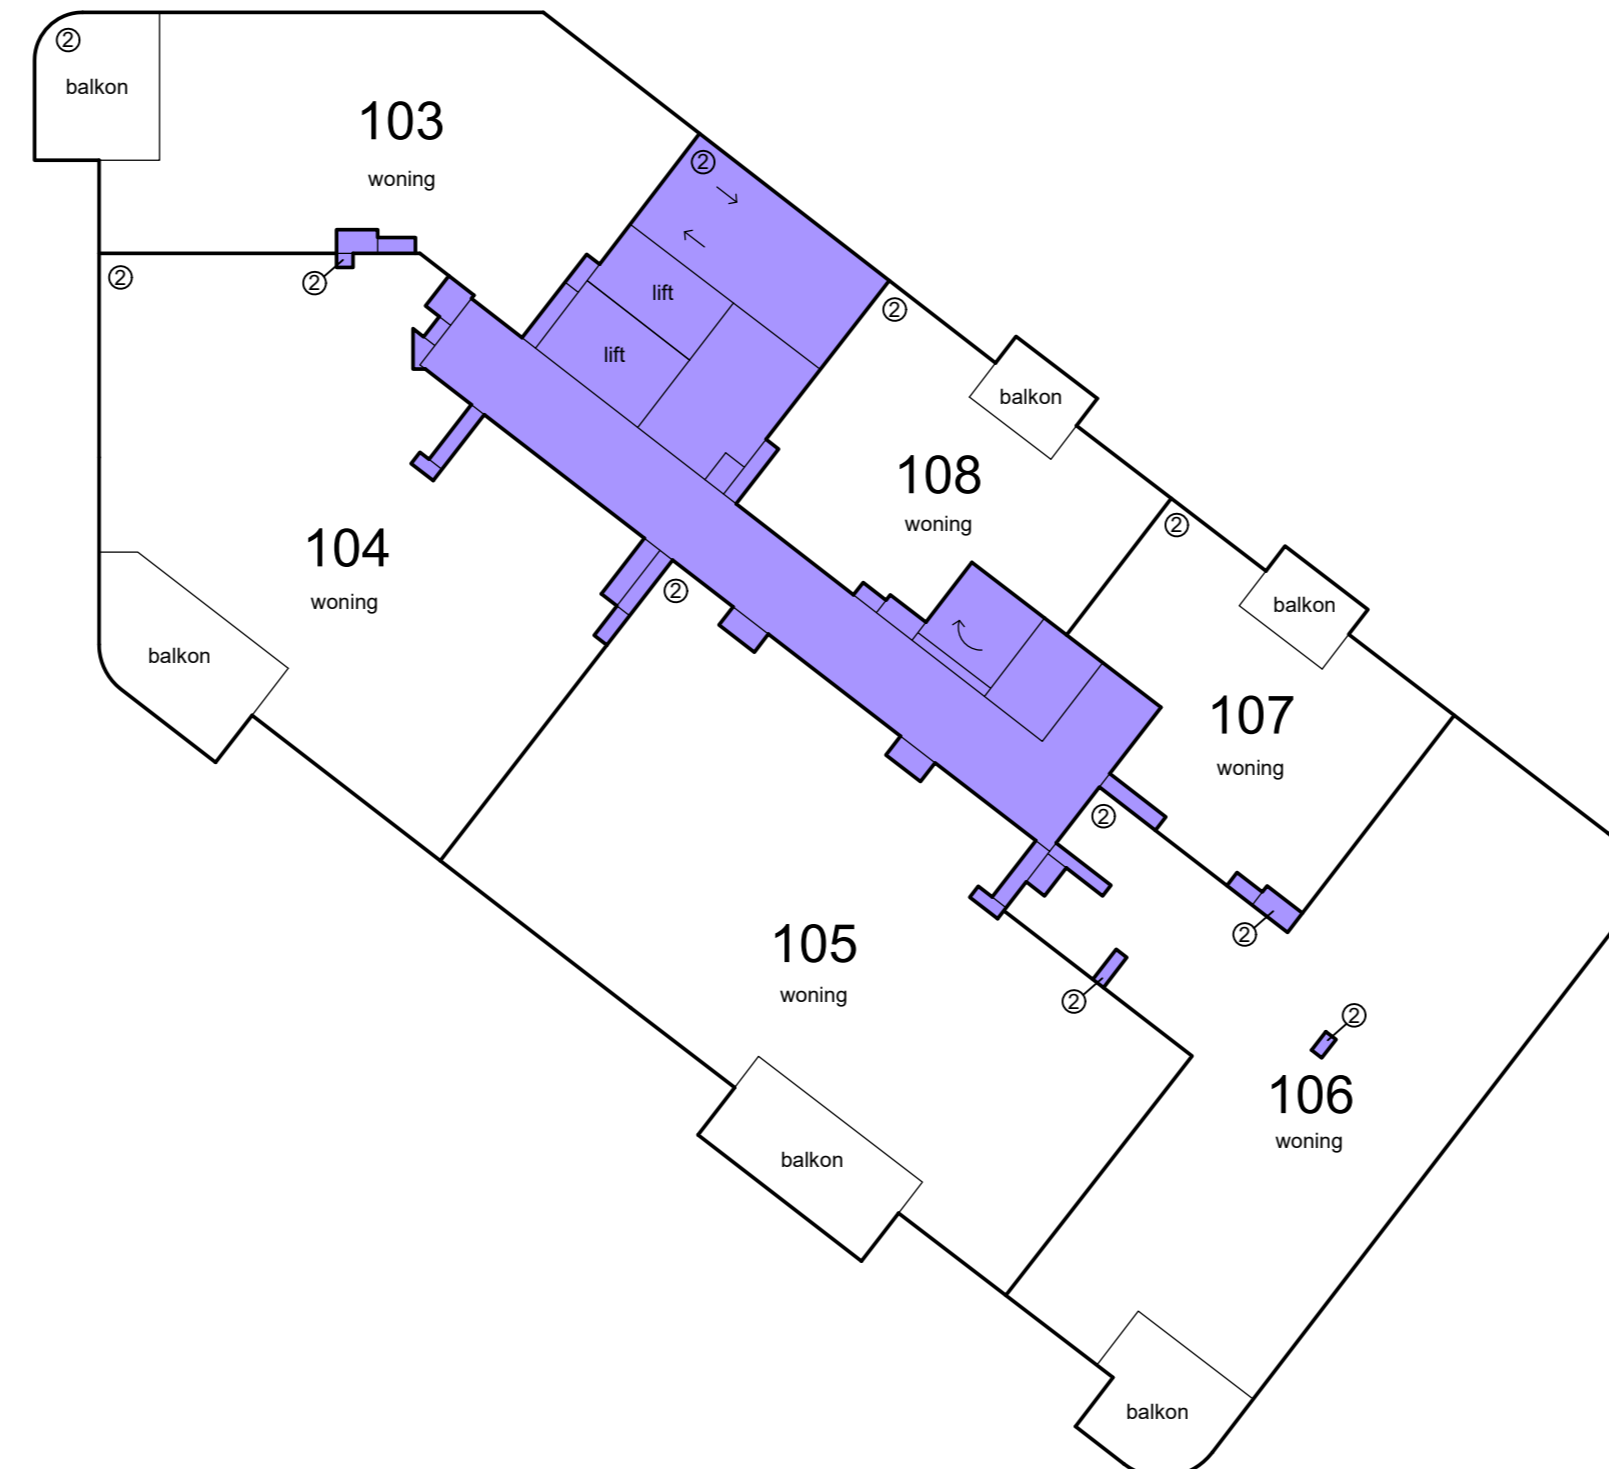 ②
balkon
103
woning
②
②
②
lift
lift
②
balkon
108
woning
②
balkon
104
woning
②
balkon
107
woning
②
②
105
woning
②
②
106
woning
balkon
balkon